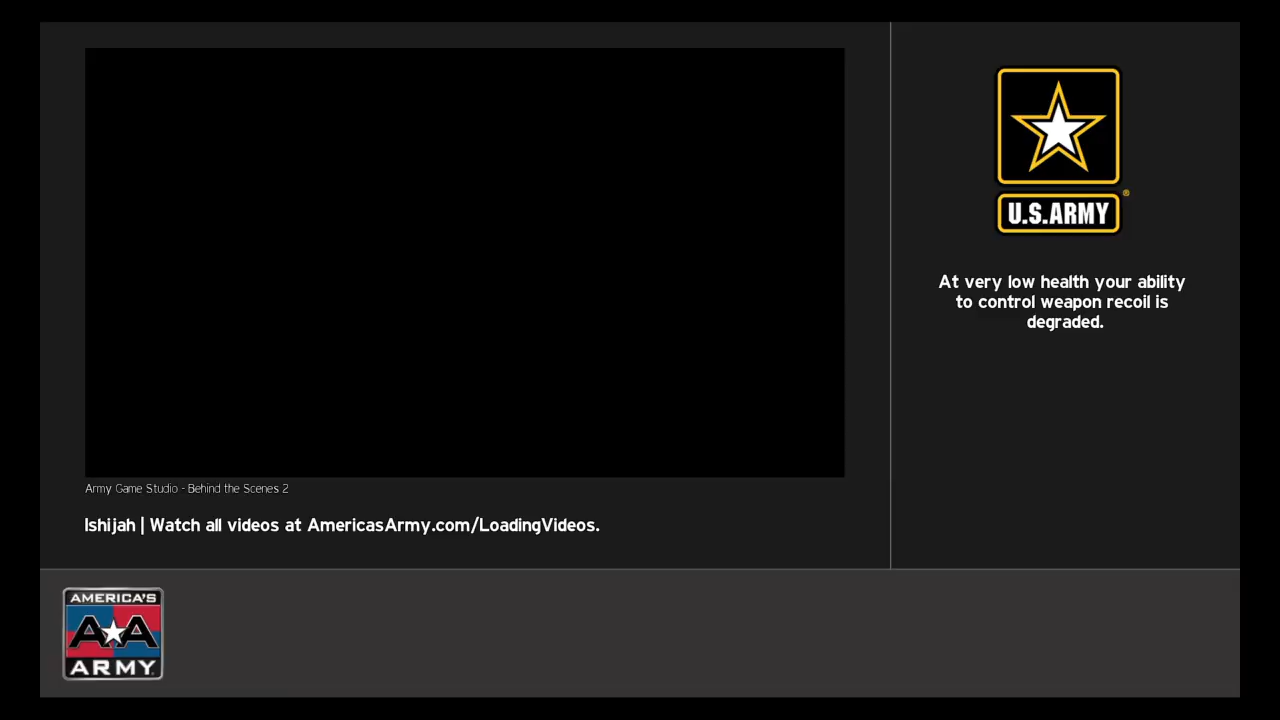 U.S.ARMY
®
At very low health your ability
to control weapon recoil is
degraded.
Army Game Studio - Behind the Scenes 2
Ishijah | Watch all videos at AmericasArmy.com/LoadingVideos.
AMERICA'S
AA
ARMY